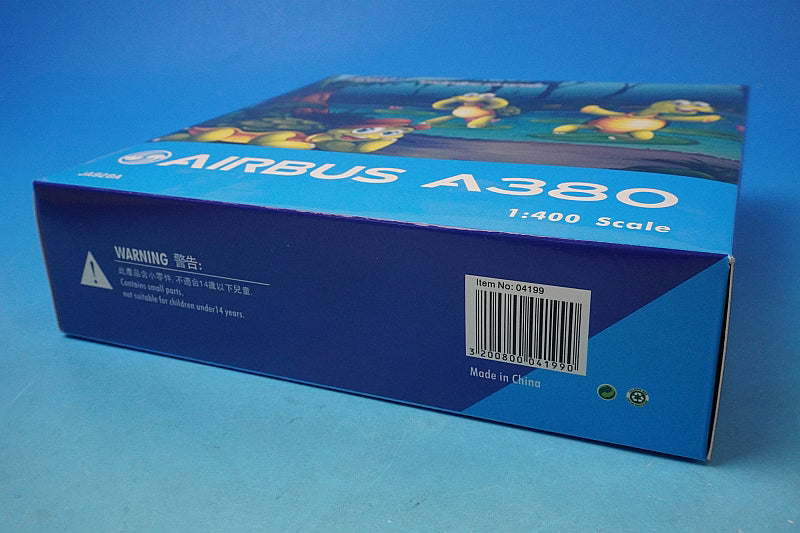 AIRBUS A380
JA828A
1:400 Scale
WARNING 警告:
此產品含小零件, 不適合14歲以下兒童.
Contains small parts,
not suitable for children under14 years.
Item No: 04199
3 200800 041990
Made in China